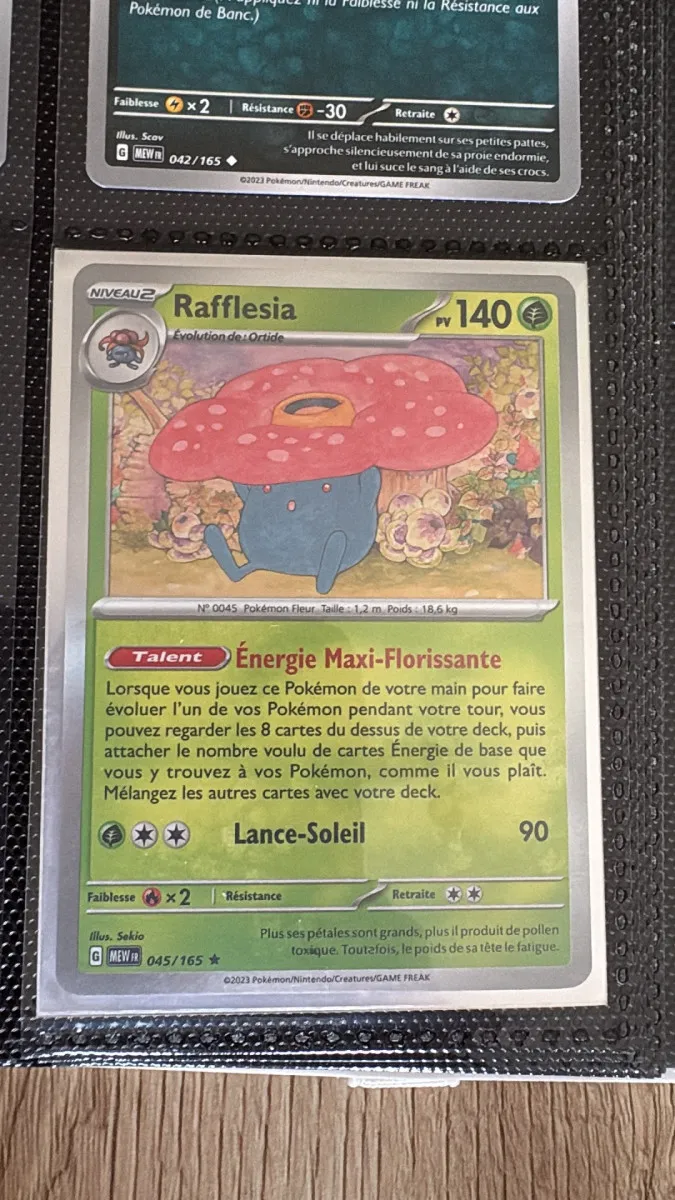 la Faiblesse ni la Résistance aux
Pokémon de Banc.)
Faiblesse ×2 Résistance -30 Retraite
Illus. Scav
G MEW FR 042/165
Il se déplace habilement sur ses petites pattes,
s'approche silencieusement de sa proie endormie,
et lui suce le sang à l'aide de ses crocs.
©2023 Pokémon/Nintendo/Creatures/GAME FREAK
NIVEAU 2 Rafflesia PV 140
Évolution de : Ortide
N° 0045 Pokémon Fleur Taille : 1,2 m Poids : 18,6 kg
Talent Énergie Maxi-Florissante
Lorsque vous jouez ce Pokémon de votre main pour faire
évoluer l'un de vos Pokémon pendant votre tour, vous
pouvez regarder les 8 cartes du dessus de votre deck, puis
attacher le nombre voulu de cartes Énergie de base que
vous y trouvez à vos Pokémon, comme il vous plaît.
Mélangez les autres cartes avec votre deck.
Lance-Soleil 90
Faiblesse ×2 Résistance Retraite
Illus. Sekio
G MEW FR 045/165
Plus ses pétales sont grands, plus il produit de pollen
toxique. Toutefois, le poids de sa tête le fatigue.
©2023 Pokémon/Nintendo/Creatures/GAME FREAK